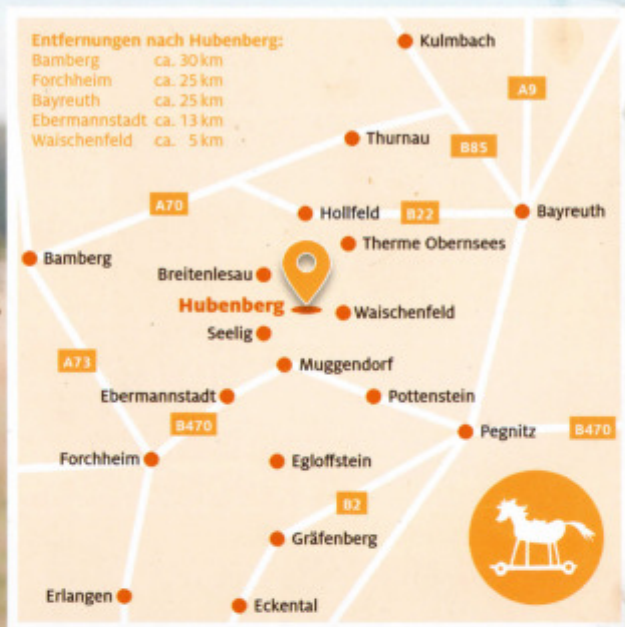 Entfernungen nach Hubenberg:
Bamberg ca. 30 km
Forchheim ca. 25 km
Bayreuth ca. 25 km
Ebermannstadt ca. 13 km
Waischenfeld ca. 5 km
Kulmbach
A9
Thurnau
B85
A70
Hollfeld
B22
Bayreuth
Therme Obernsees
Bamberg
Breitenlesau
Hubenberg
Waischenfeld
Seelig
A73
Muggendorf
Ebermannstadt
Pottenstein
B470
Pegnitz
B470
Forchheim
Egloffstein
B2
Gräfenberg
Erlangen
Eckental